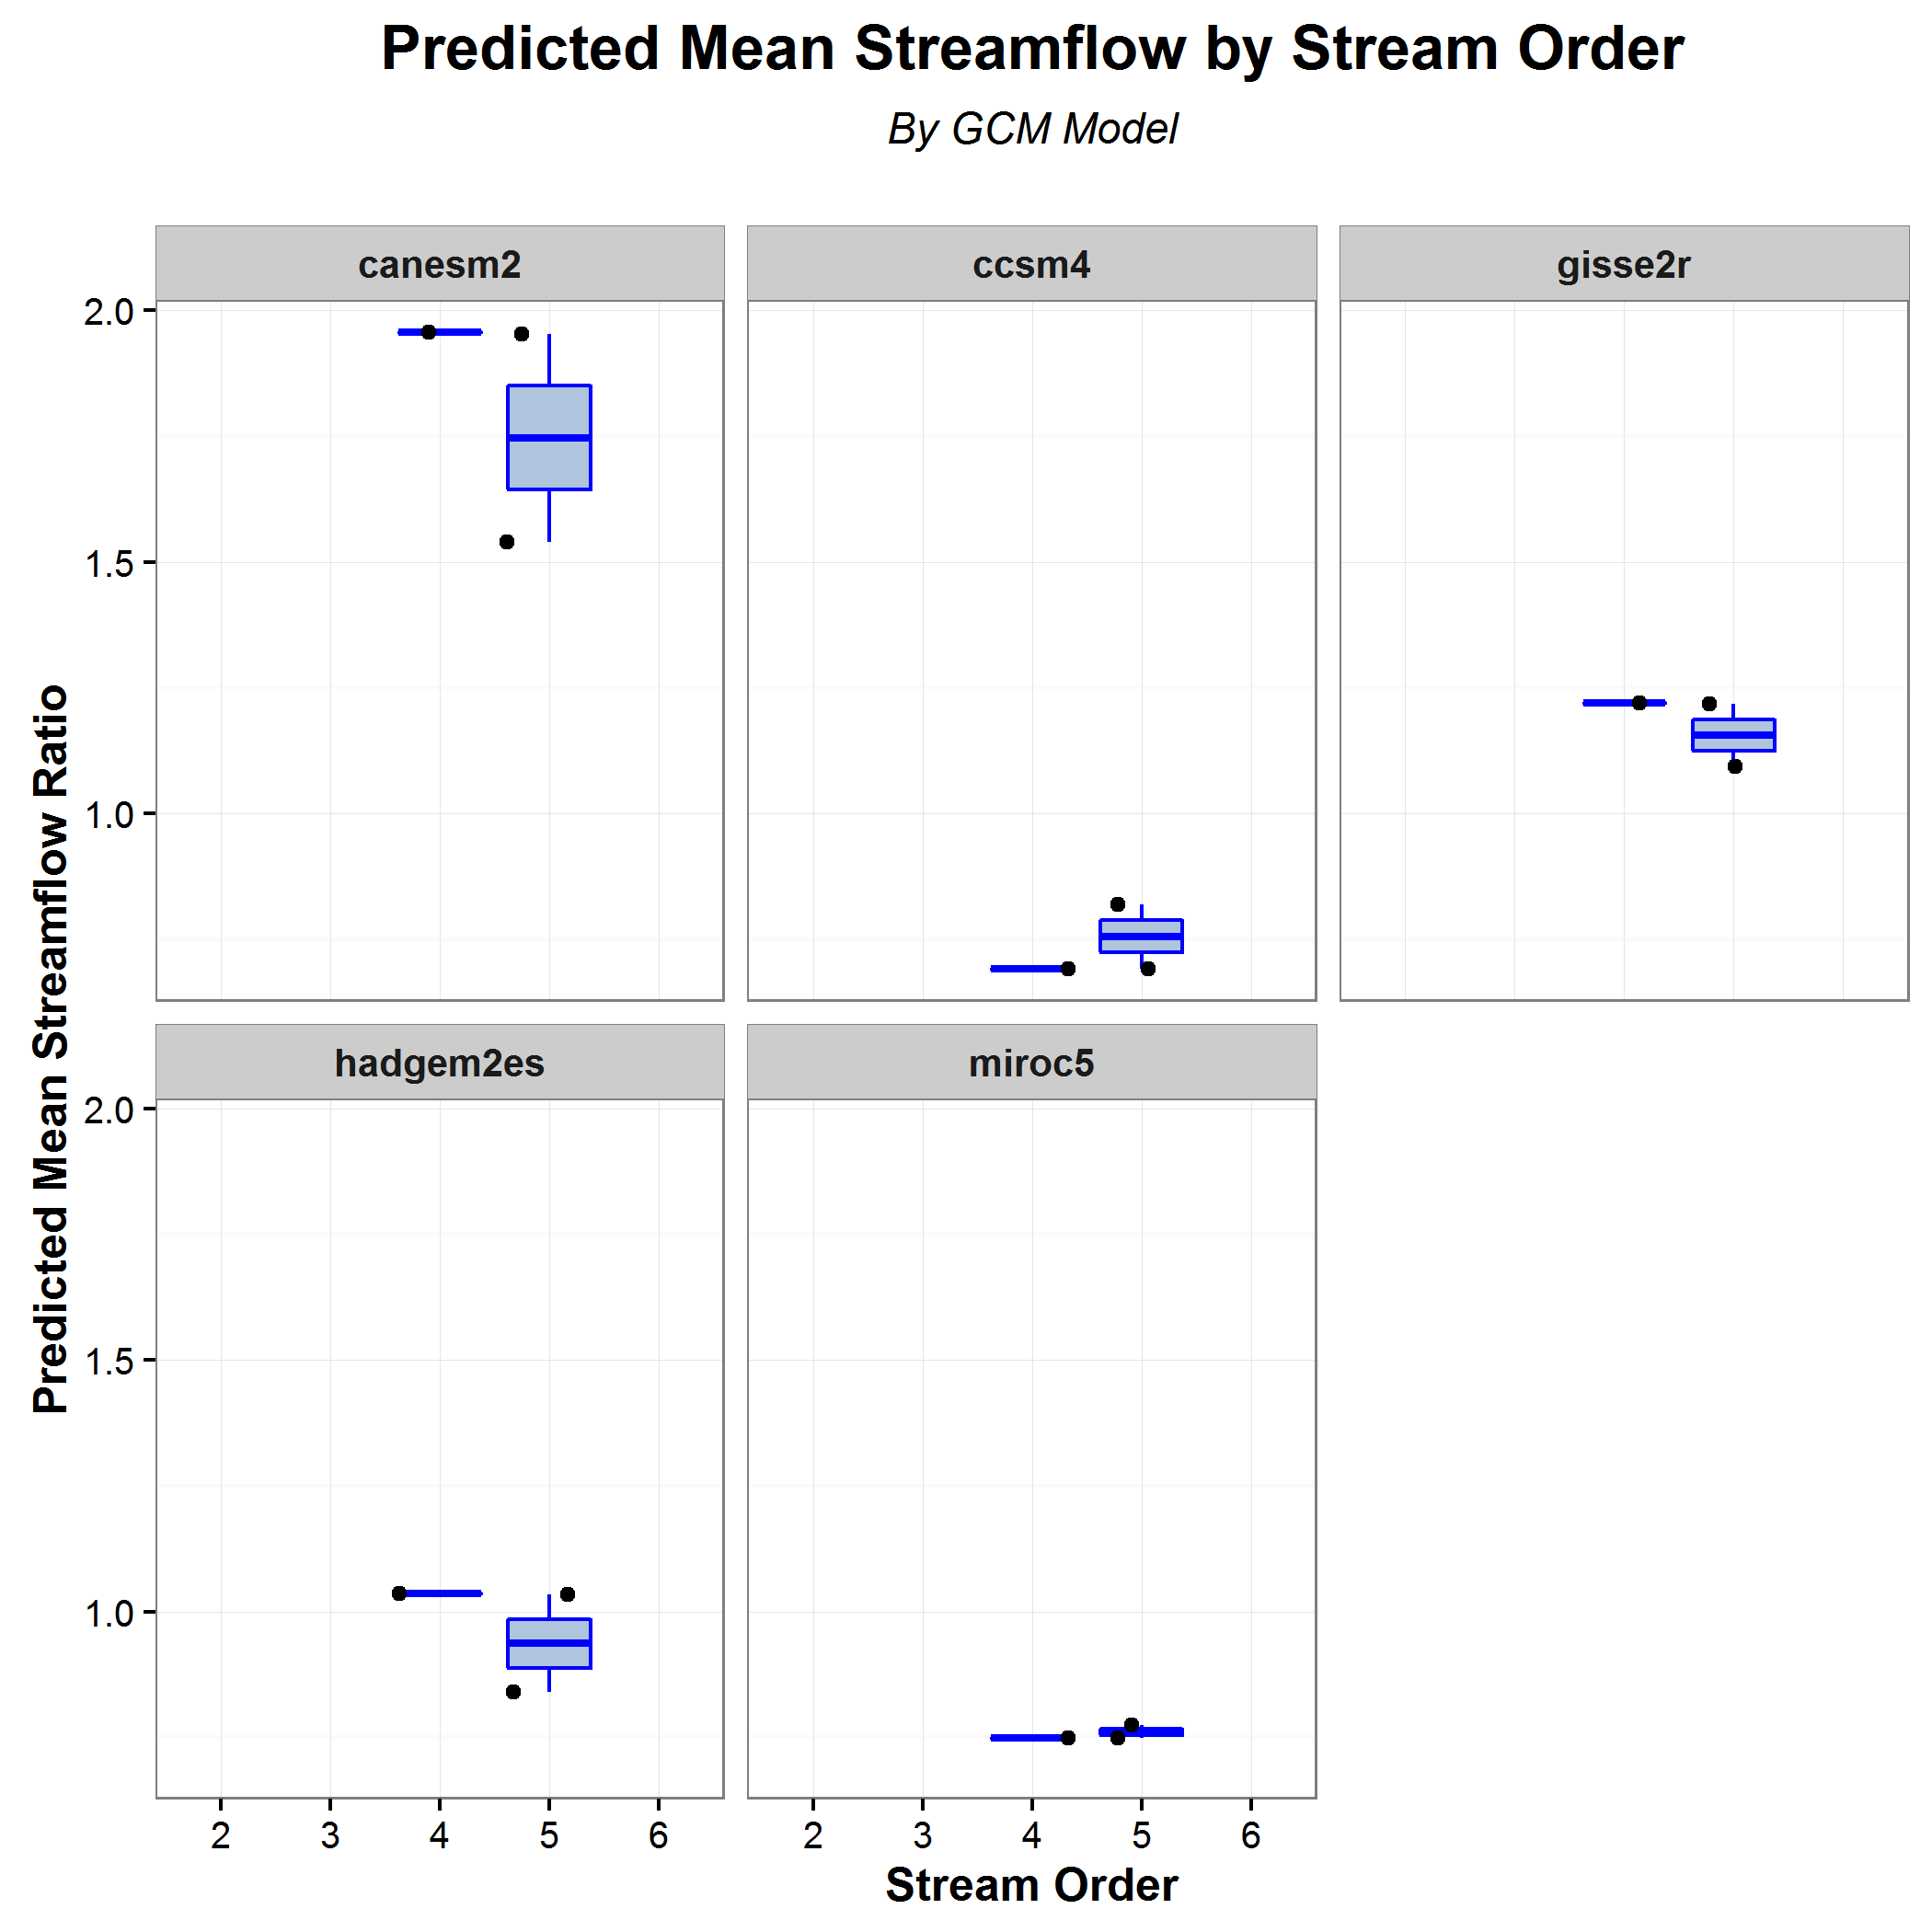 Predicted Mean Streamflow by Stream Order
By GCM Model
canesm2
ccsm4
gisse2r
2.0
1.5
1.0
Predicted Mean Streamflow Ratio
hadgem2es
miroc5
2.0
1.5
1.0
2 3 4 5 6
2 3 4 5 6
Stream Order